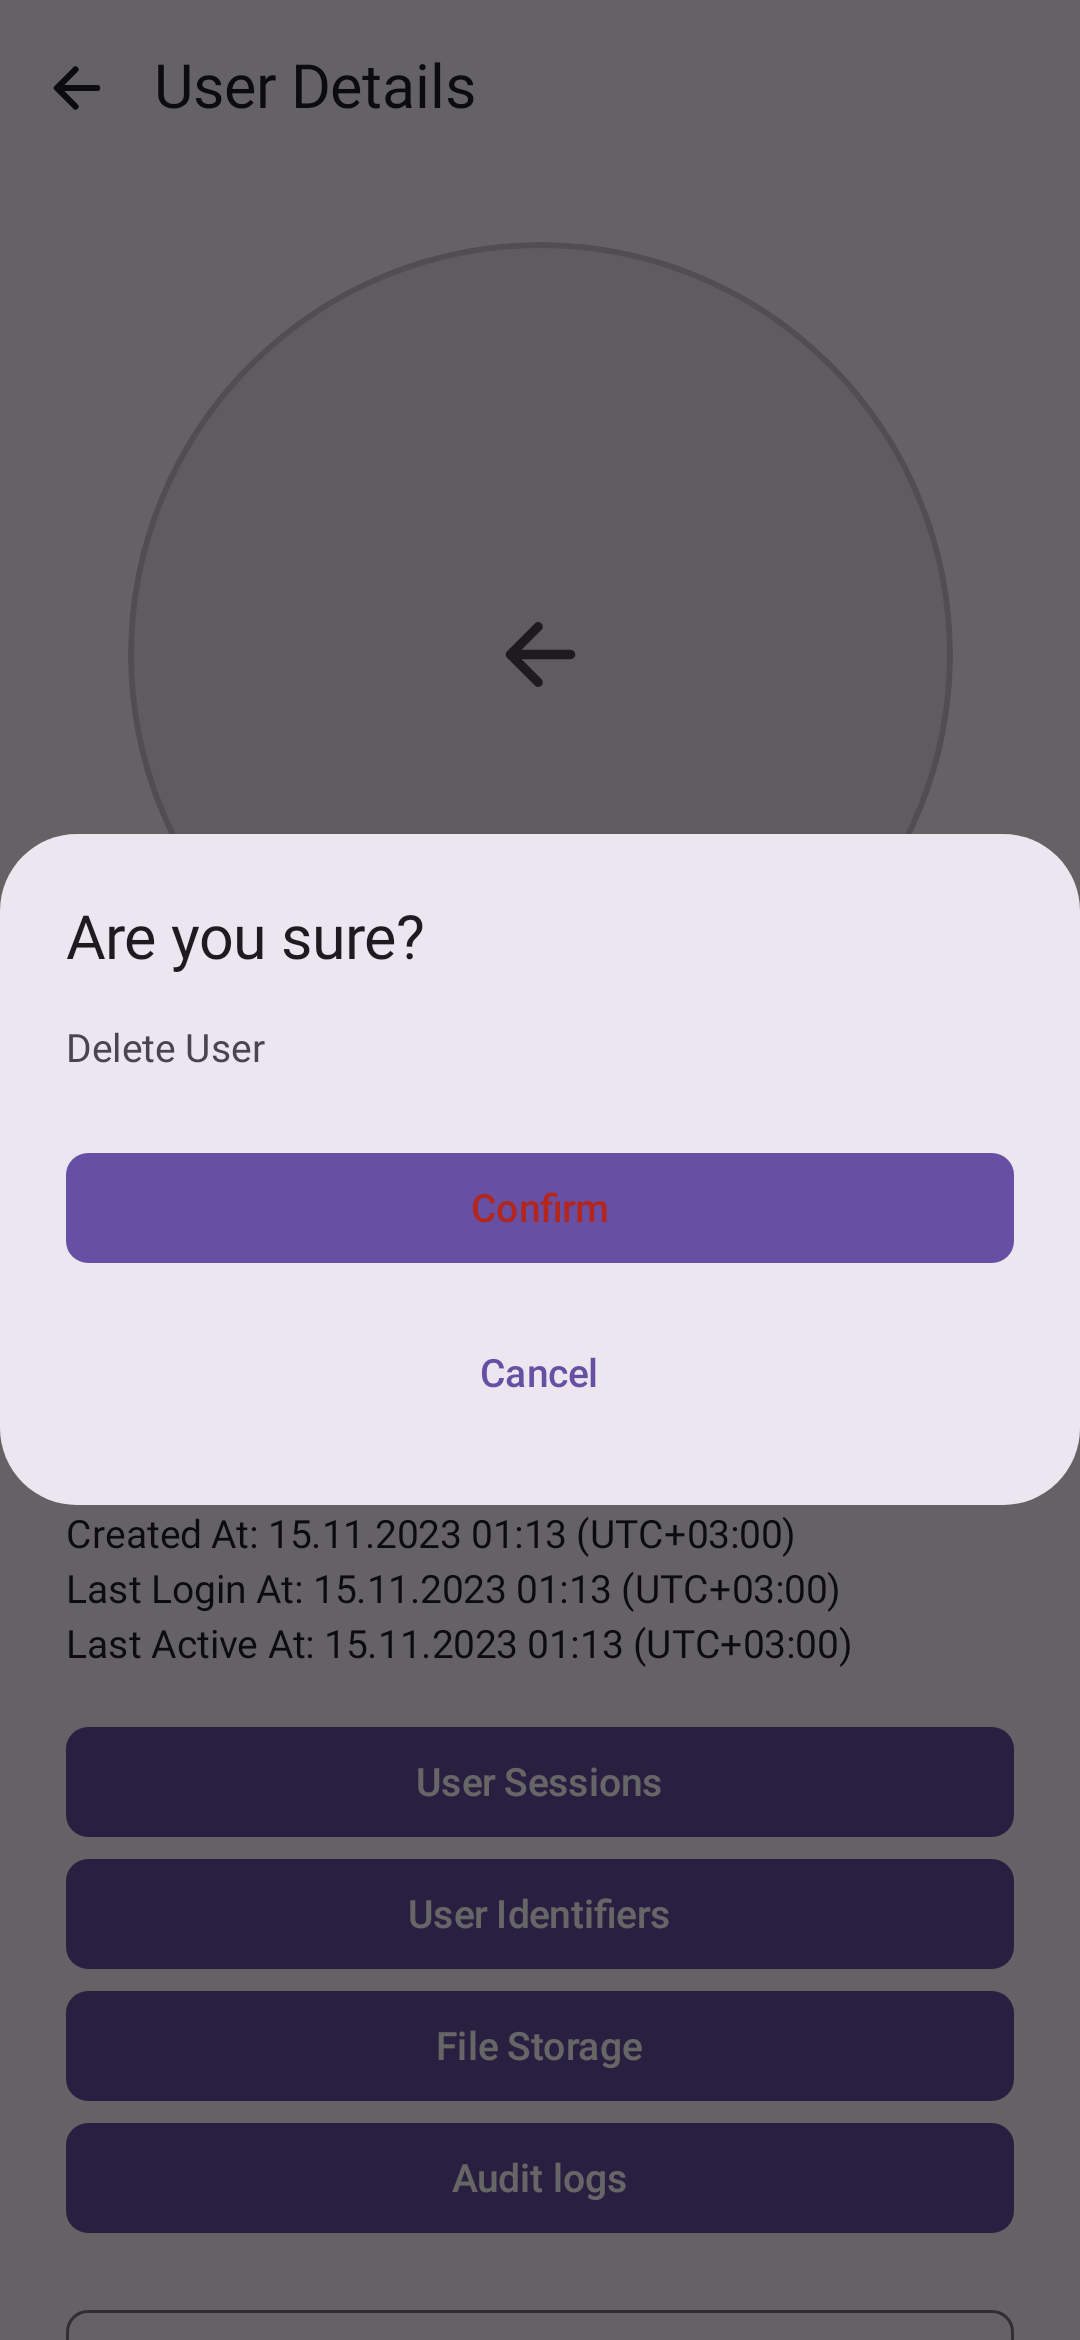 User Details
Are you sure?
Delete User
Confirm
Cancel
Created At: 15.11.2023 01:13 (UTC+03:00)
Last Login At: 15.11.2023 01:13 (UTC+03:00)
Last Active At: 15.11.2023 01:13 (UTC+03:00)
User Sessions
User Identifiers
File Storage
Audit logs